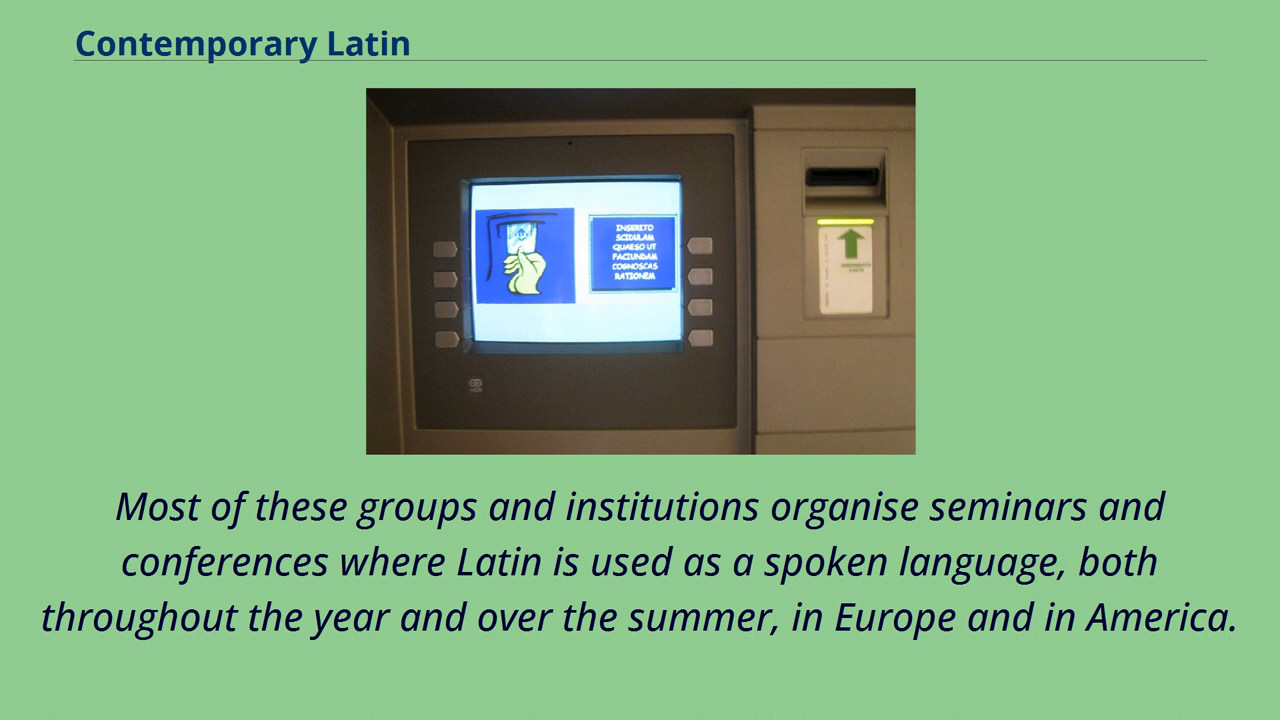 Contemporary Latin
INSERITO
SCIDULAM
QUAESO UT
FACIUNDAM
COGNOSCAS
RATIONEM
Most of these groups and institutions organise seminars and
conferences where Latin is used as a spoken language, both
throughout the year and over the summer, in Europe and in America.